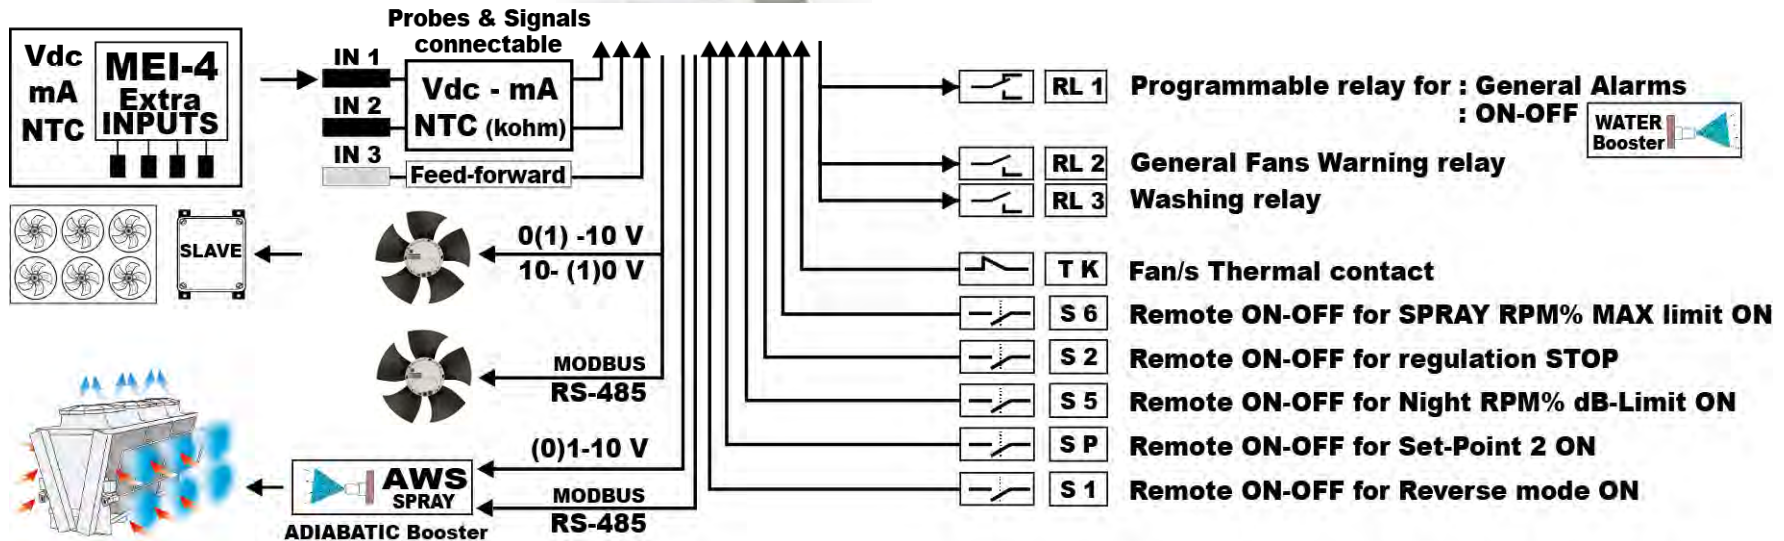 Probes & Signals
connectable
Vdc
mA
NTC
MEI-4
Extra
INPUTS
IN 1
IN 2
IN 3
Vdc - mA
NTC (kohm)
Feed-forward
SLAVE
0(1) -10 V
10- (1)0 V
MODBUS
RS-485
(0)1-10 V
AWS
SPRAY
MODBUS
RS-485
ADIABATIC Booster
RL 1 Programmable relay for : General Alarms
: ON-OFF
WATER
Booster
RL 2 General Fans Warning relay
RL 3 Washing relay
T K Fan/s Thermal contact
S 6 Remote ON-OFF for SPRAY RPM% MAX limit ON
S 2 Remote ON-OFF for regulation STOP
S 5 Remote ON-OFF for Night RPM% dB-Limit ON
S P Remote ON-OFF for Set-Point 2 ON
S 1 Remote ON-OFF for Reverse mode ON